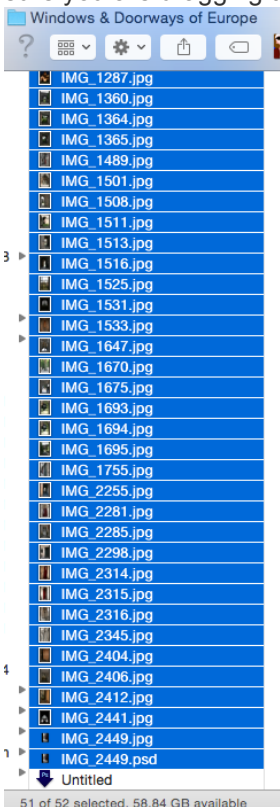 Windows & Doorways of Europe
?
IMG_1287.jpg
IMG_1360.jpg
IMG_1364.jpg
IMG_1365.jpg
IMG_1489.jpg
IMG_1501.jpg
IMG_1508.jpg
IMG_1511.jpg
IMG_1513.jpg
IMG_1516.jpg
IMG_1525.jpg
IMG_1531.jpg
IMG_1533.jpg
IMG_1647.jpg
IMG_1670.jpg
IMG_1675.jpg
IMG_1693.jpg
IMG_1694.jpg
IMG_1695.jpg
IMG_1755.jpg
IMG_2255.jpg
IMG_2281.jpg
IMG_2285.jpg
IMG_2298.jpg
IMG_2314.jpg
IMG_2315.jpg
IMG_2316.jpg
IMG_2345.jpg
IMG_2404.jpg
IMG_2406.jpg
IMG_2412.jpg
IMG_2441.jpg
IMG_2449.jpg
IMG_2449.psd
Untitled
51 of 52 selected, 58.84 GB available